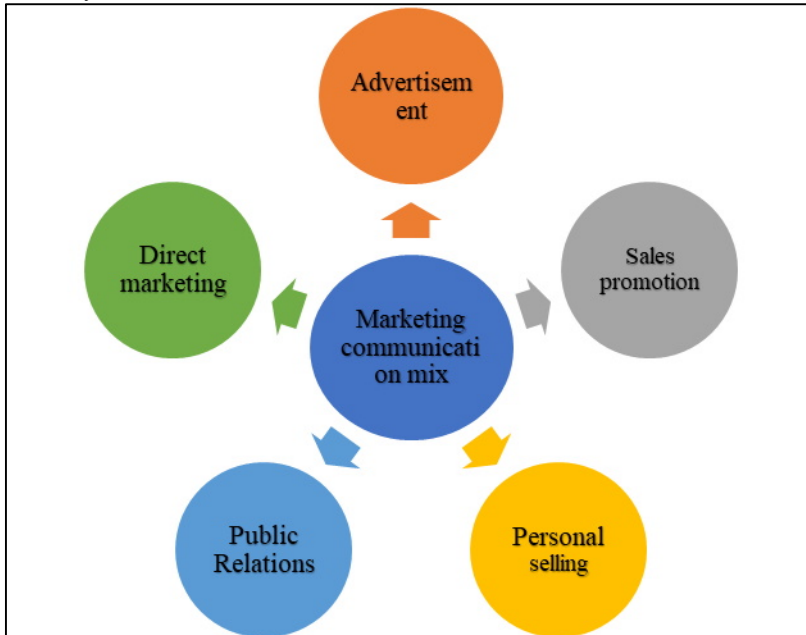 Advertisem
ent
Direct
marketing
Sales
promotion
Marketing
communicati
on mix
Public
Relations
Personal
selling